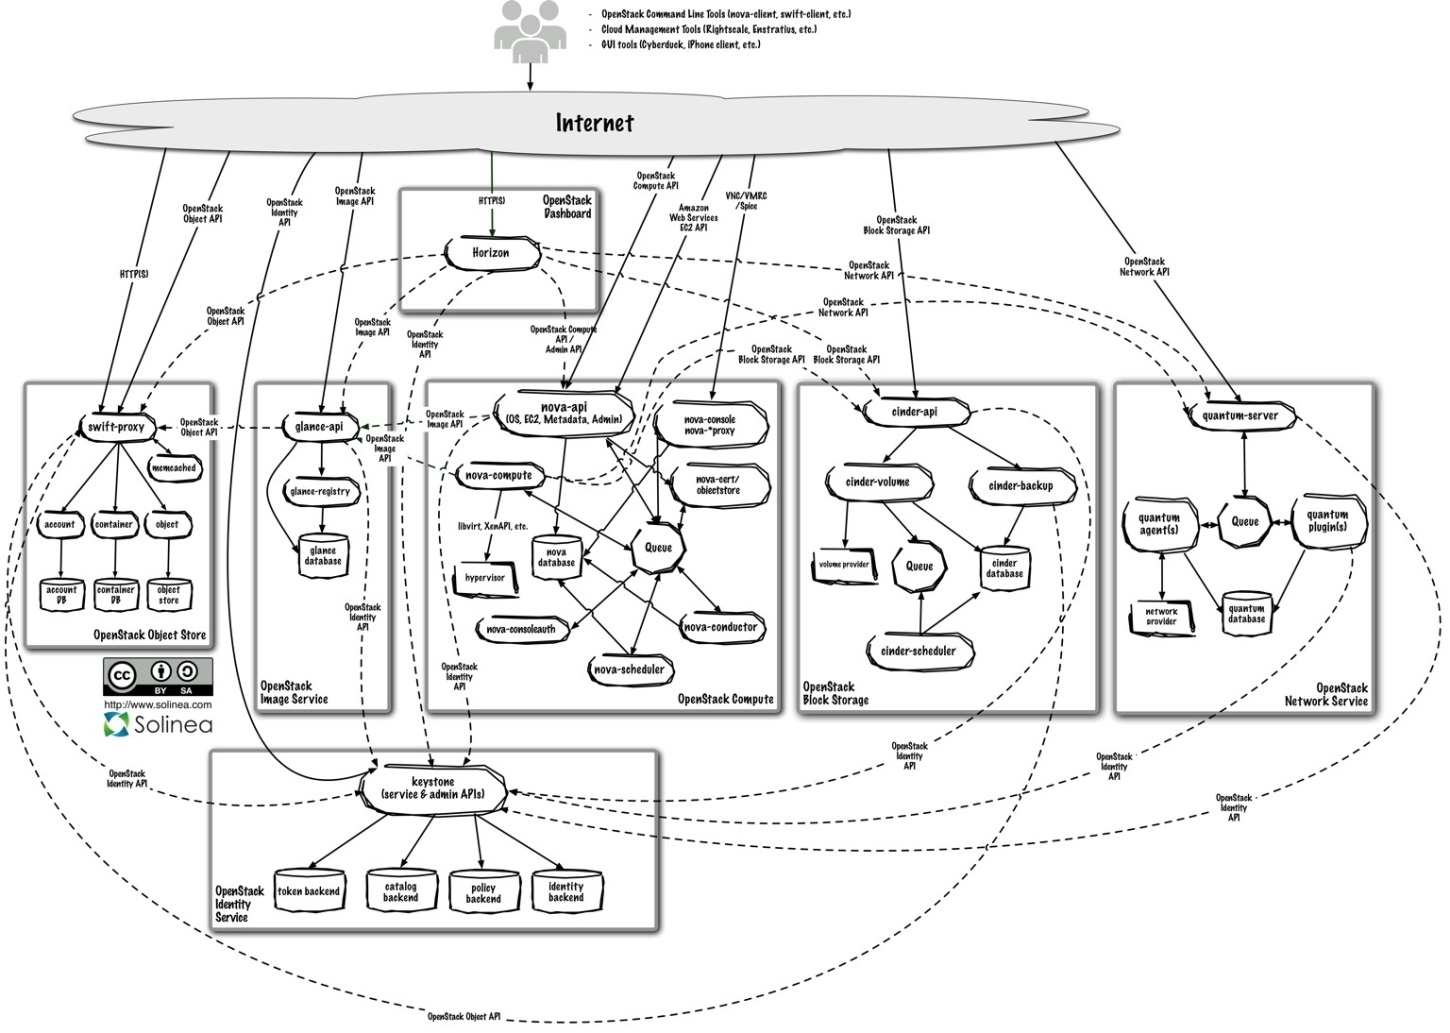 - OpenStack Command Line Tools (nova-client, swift-client, etc.)
- Cloud Management Tools (Rightscale, Enstratius, etc.)
- GUI tools (Cyberduck, iPhone client, etc.)
Internet
HTTP(S)
OpenStack
Object API
OpenStack
Identity
API
OpenStack
Image API
HTTP(S)
OpenStack
Dashboard
OpenStack
Compute API
Amazon
Web Services
EC2 API
VNC/VMRC
/Spice
OpenStack
Block Storage API
OpenStack
Network API
Horizon
OpenStack
Object API
OpenStack
Image API
OpenStack
Identity
API
OpenStack Compute
API /
Admin API
OpenStack
Network API
OpenStack
Network API
OpenStack
Block Storage API
OpenStack
Block Storage API
swift-proxy
OpenStack
Object API
memcached
account
container
object
account
DB
container
DB
object
store
OpenStack Object Store
glance-api
OpenStack
Image API
OpenStack
Image
API
glance-registry
glance
database
OpenStack
Identity
API
OpenStack
Image Service
nova-api
(OS, EC2, Metadata, Admin)
nova-console
nova-*proxy
nova-compute
nova-cert/
objectstore
libvirt, XenAPI, etc.
hypervisor
nova
database
Queue
nova-consoleauth
nova-conductor
nova-scheduler
OpenStack
Identity
API
OpenStack Compute
cinder-api
cinder-volume
cinder-backup
volume provider
Queue
cinder
database
cinder-scheduler
OpenStack
Block Storage
quantum-server
quantum
agent(s)
Queue
quantum
plugin(s)
network
provider
quantum
database
OpenStack
Network Service
cc
BY SA
http://www.solinea.com
Solinea
OpenStack
Identity API
keystone
(service & admin APIs)
token backend
catalog
backend
policy
backend
identity
backend
OpenStack
Identity
Service
OpenStack
Identity
API
OpenStack
Identity
API
OpenStack
Identity
API
OpenStack Object API